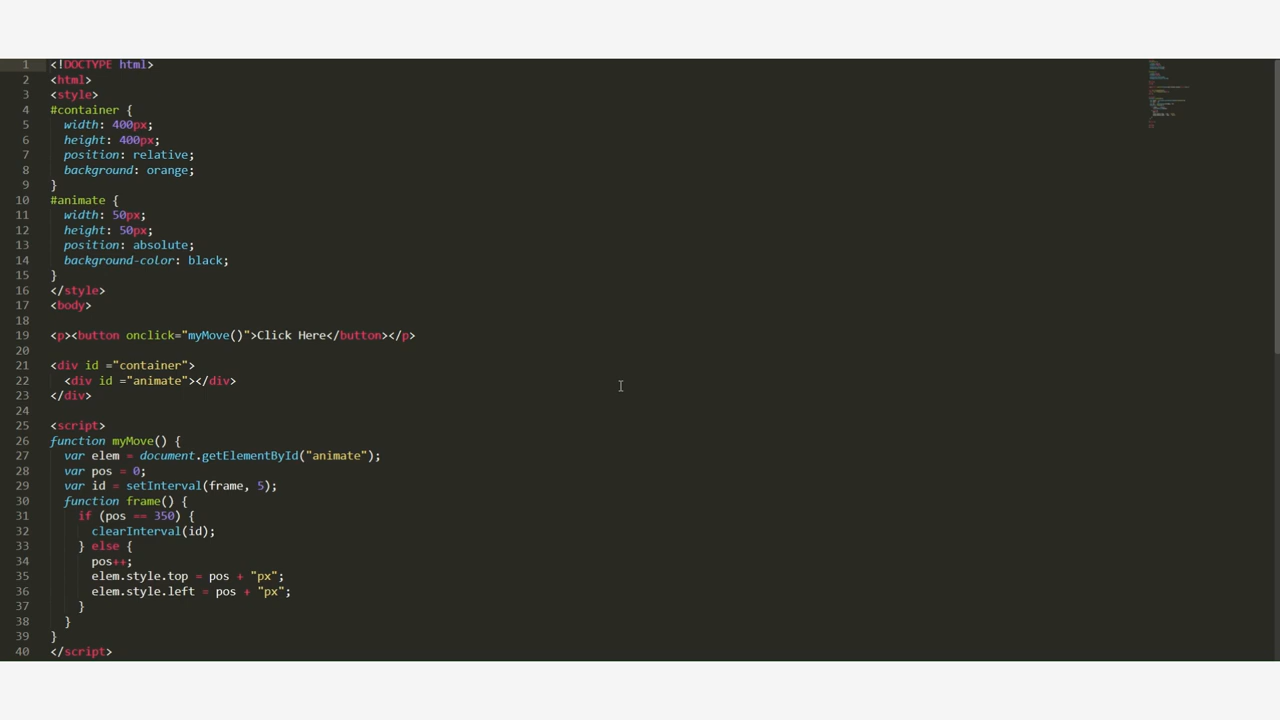 1 <!DOCTYPE html>
2 <html>
3 <style>
4 #container {
5   width: 400px;
6   height: 400px;
7   position: relative;
8   background: orange;
9 }
10 #animate {
11   width: 50px;
12   height: 50px;
13   position: absolute;
14   background-color: black;
15 }
16 </style>
17 <body>
18
19 <p><button onclick="myMove()">Click Here</button></p>
20
21 <div id ="container">
22   <div id ="animate"></div>
23 </div>
24
25 <script>
26 function myMove() {
27   var elem = document.getElementById("animate");
28   var pos = 0;
29   var id = setInterval(frame, 5);
30   function frame() {
31     if (pos == 350) {
32       clearInterval(id);
33     } else {
34       pos++;
35       elem.style.top = pos + "px";
36       elem.style.left = pos + "px";
37     }
38   }
39 }
40 </script>